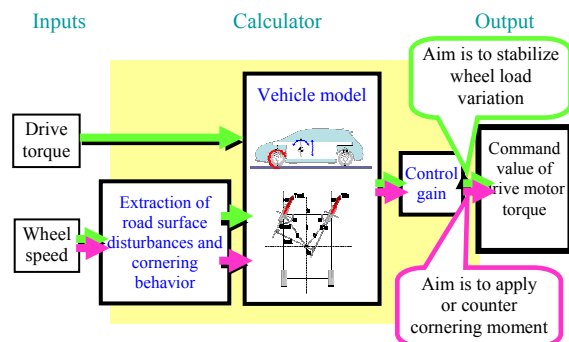 Inputs
Calculator
Output
Aim is to stabilize
wheel load
variation
Vehicle model
Drive
torque
Control
gain
Command
value of
drive motor
torque
Extraction of
road surface
disturbances and
cornering
behavior
Wheel
speed
Aim is to apply
or counter
cornering moment